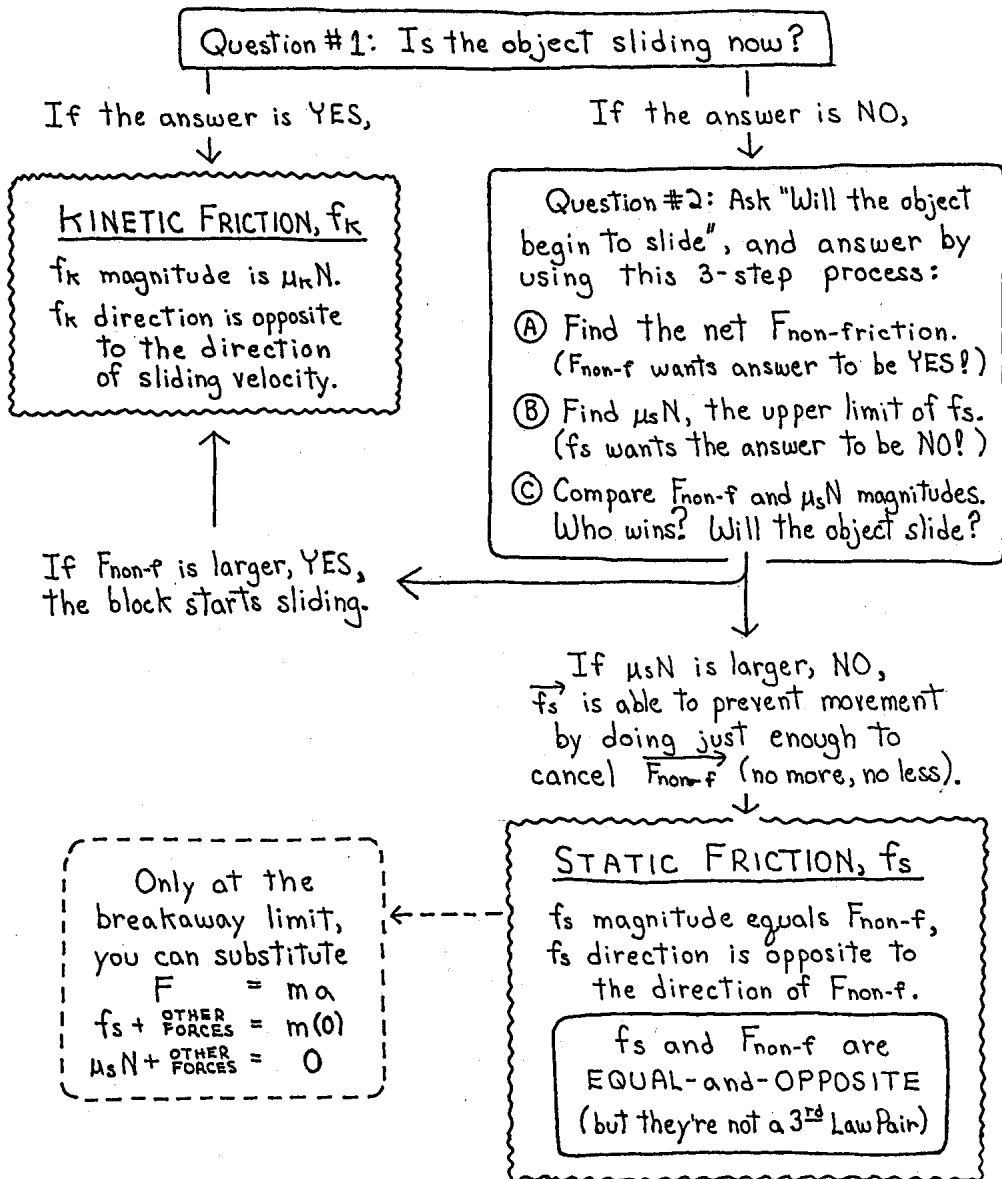 Question #1: Is the object sliding now?
If the answer is YES,
If the answer is NO,
KINETIC FRICTION, fk
fk magnitude is μkN.
fk direction is opposite
to the direction
of sliding velocity.
Question #2: Ask "Will the object
begin to slide", and answer by
using this 3-step process:
Ⓐ Find the net Fnon-friction.
(Fnon-f wants answer to be YES!)
Ⓑ Find μsN, the upper limit of fs.
(fs wants the answer to be NO!)
Ⓒ Compare Fnon-f and μsN magnitudes.
Who wins? Will the object slide?
If Fnon-f is larger, YES,
the block starts sliding.
If μsN is larger, NO,
fs is able to prevent movement
by doing just enough to
cancel Fnon-f (no more, no less).
STATIC FRICTION, fs
fs magnitude equals Fnon-f,
fs direction is opposite to
the direction of Fnon-f.
fs and Fnon-f are
EQUAL-and-OPPOSITE
(but they're not a 3rd Law Pair)
Only at the
breakaway limit,
you can substitute
F = ma
fs + OTHER FORCES = m(0)
μsN + OTHER FORCES = 0